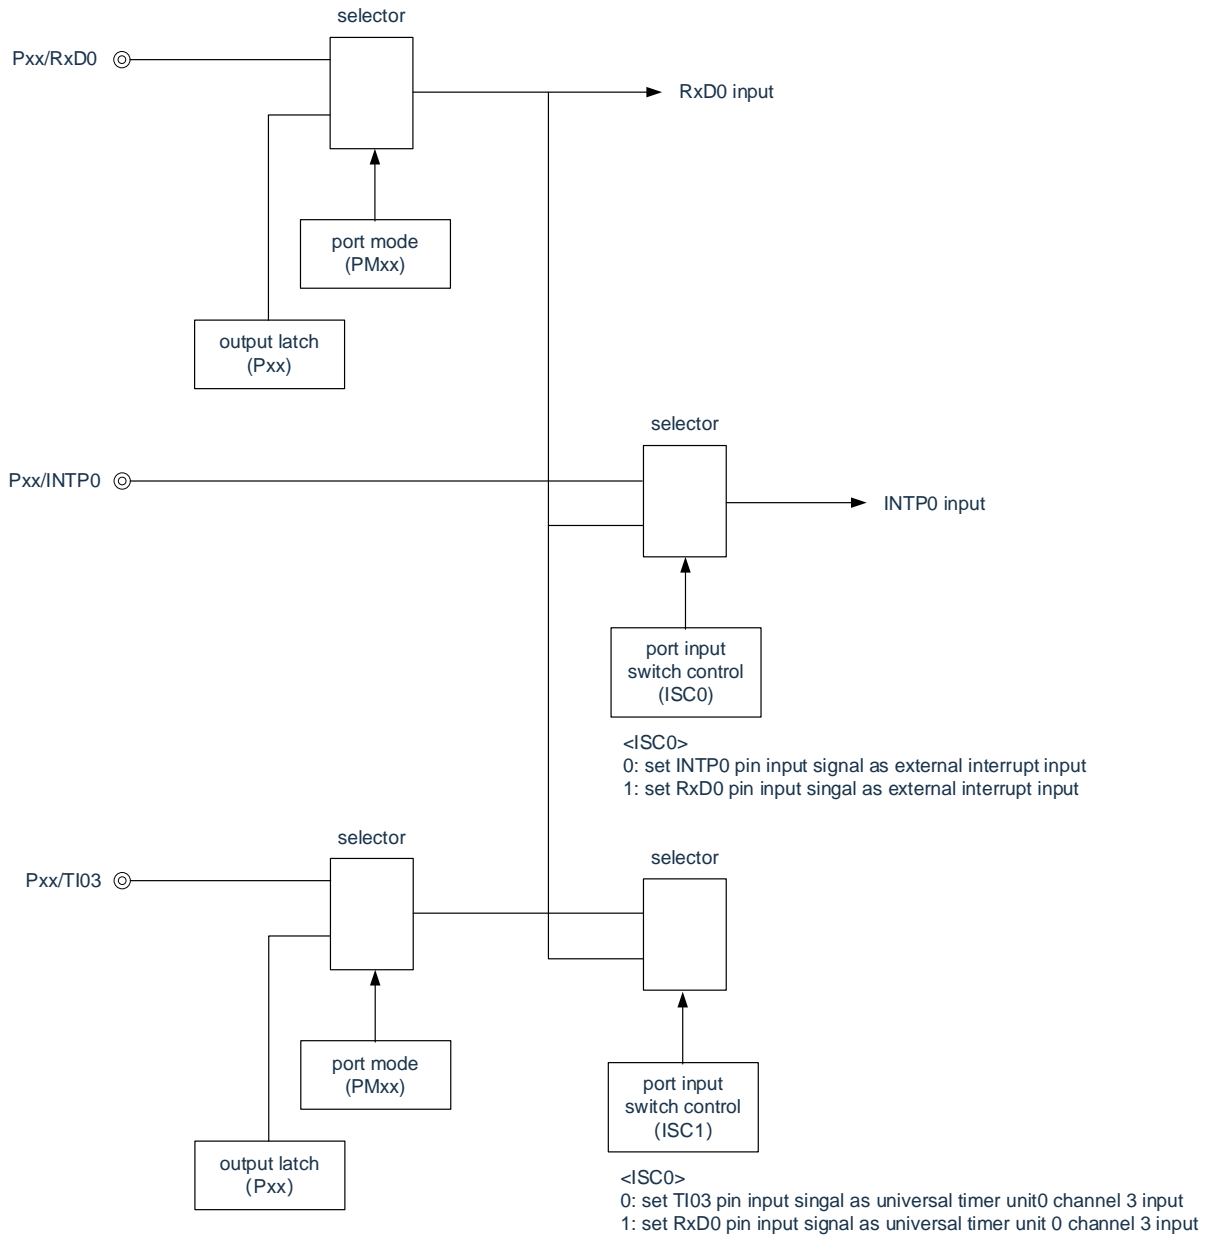 selector
Pxx/RxD0
RxD0 input
port mode
(PMxx)
output latch
(Pxx)
selector
Pxx/INTP0
INTP0 input
port input
switch control
(ISC0)
<ISC0>
0: set INTP0 pin input signal as external interrupt input
1: set RxD0 pin input singal as external interrupt input
selector
selector
Pxx/TI03
port mode
(PMxx)
port input
switch control
(ISC1)
output latch
(Pxx)
<ISC0>
0: set TI03 pin input singal as universal timer unit0 channel 3 input
1: set RxD0 pin input signal as universal timer unit 0 channel 3 input